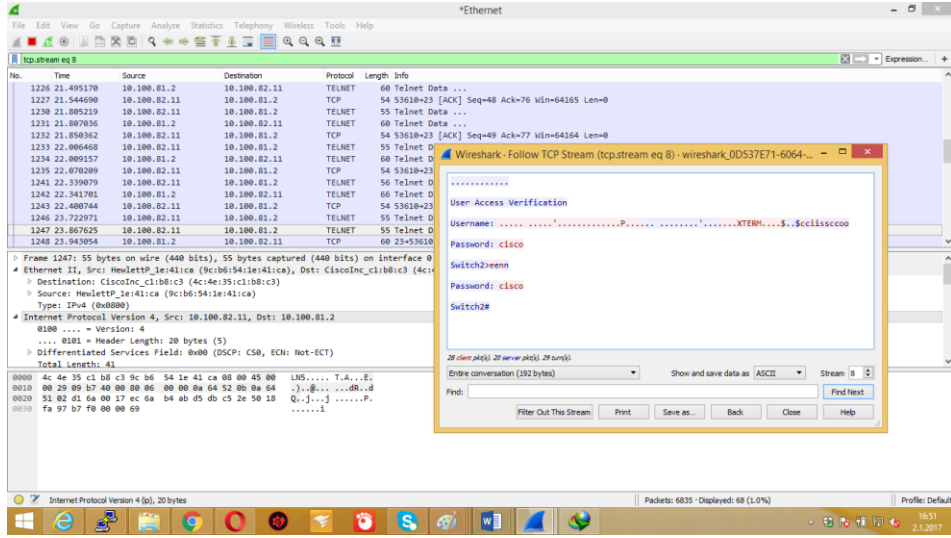 *Ethernet
File Edit View Go Capture Analyze Statistics Telephony Wireless Tools Help
tcp.stream eq 8
Expression... +
No. Time Source Destination Protocol Length Info
1226 21.495170 10.100.81.2 10.100.82.11 TELNET 60 Telnet Data ...
1227 21.544690 10.100.82.11 10.100.81.2 TCP 54 53610→23 [ACK] Seq=48 Ack=76 Win=64165 Len=0
1230 21.805219 10.100.82.11 10.100.81.2 TELNET 55 Telnet Data ...
1231 21.807036 10.100.81.2 10.100.82.11 TELNET 60 Telnet Data ...
1232 21.850362 10.100.82.11 10.100.81.2 TCP 54 53610→23 [ACK] Seq=49 Ack=77 Win=64164 Len=0
1233 22.006468 10.100.82.11 10.100.81.2 TELNET 55 Telnet D
1234 22.009157 10.100.81.2 10.100.82.11 TELNET 60 Telnet D
1235 22.070209 10.100.82.11 10.100.81.2 TCP 54 53610→23
1241 22.339079 10.100.82.11 10.100.81.2 TELNET 56 Telnet D
1242 22.341701 10.100.81.2 10.100.82.11 TELNET 66 Telnet D
1243 22.400744 10.100.82.11 10.100.81.2 TCP 54 53610→23
1246 23.722971 10.100.82.11 10.100.81.2 TELNET 55 Telnet D
1247 23.867625 10.100.82.11 10.100.81.2 TELNET 55 Telnet D
1248 23.943054 10.100.81.2 10.100.82.11 TCP 60 23→53610
Frame 1247: 55 bytes on wire (440 bits), 55 bytes captured (440 bits) on interface 0
Ethernet II, Src: HewlettP_1e:41:ca (9c:b6:54:1e:41:ca), Dst: CiscoInc_c1:b8:c3 (4c:4
Destination: CiscoInc_c1:b8:c3 (4c:4e:35:c1:b8:c3)
Source: HewlettP_1e:41:ca (9c:b6:54:1e:41:ca)
Type: IPv4 (0x0800)
Internet Protocol Version 4, Src: 10.100.82.11, Dst: 10.100.81.2
0100 .... = Version: 4
.... 0101 = Header Length: 20 bytes (5)
Differentiated Services Field: 0x00 (DSCP: CS0, ECN: Not-ECT)
Total Length: 41
0000 4c 4e 35 c1 b8 c3 9c b6 54 1e 41 ca 08 00 45 00 LN5..... T.A...E.
0010 00 29 09 b7 40 00 80 06 00 00 0a 64 52 0b 0a 64 .)..@... ...dR..d
0020 51 02 d1 6a 00 17 ec 6a b4 ab d5 db c5 2e 50 18 Q..j...j ......P.
0030 fa 97 b7 f0 00 00 69 ......i
Wireshark · Follow TCP Stream (tcp.stream eq 8) · wireshark_0D537E71-6064-...
............
User Access Verification
Username: ..... .....'.............P...... ........'.......XTERM....$..$cciissccoo
Password: cisco
Switch2>eenn
Password: cisco
Switch2#
28 client pkt(s), 20 server pkt(s), 29 turn(s).
Entire conversation (192 bytes) Show and save data as ASCII Stream 8
Find: Find Next
Filter Out This Stream Print Save as... Back Close Help
Internet Protocol Version 4 (ip), 20 bytes Packets: 6835 · Displayed: 68 (1.0%) Profile: Default
16:51
2.1.2017